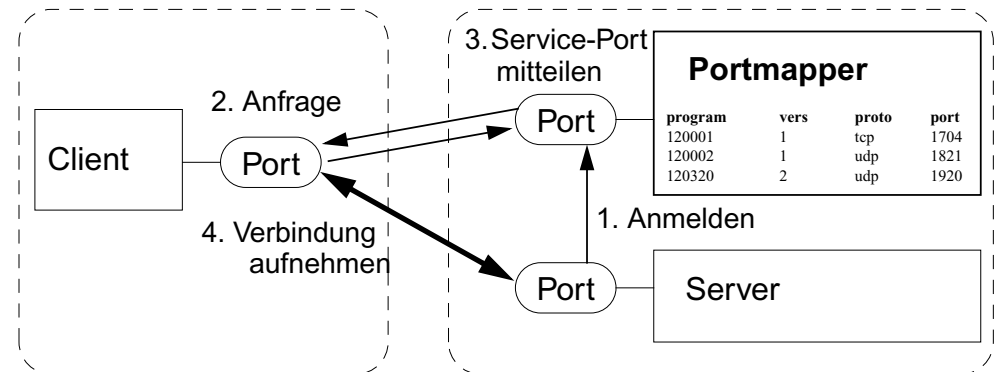 3. Service-Port
mitteilen
Portmapper
program vers proto port
120001 1 tcp 1704
120002 1 udp 1821
120320 2 udp 1920
2. Anfrage
Port
Client
Port
1. Anmelden
4. Verbindung
aufnehmen
Port
Server